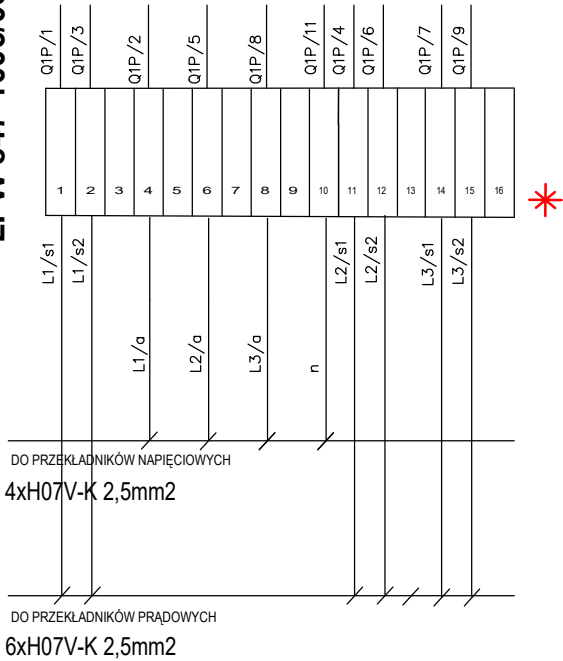 Q1P/1 Q1P/3 Q1P/2 Q1P/5 Q1P/8 Q1P/11 Q1P/4 Q1P/6 Q1P/7 Q1P/9
1 2 3 4 5 6 7 8 9 10 11 12 13 14 15 16
L1/s1 L1/s2 L2/s1 L2/s2 L3/s1 L3/s2
L1/a L2/a L3/a n
DO PRZEKŁADNIKÓW NAPIĘCIOWYCH
4xH07V-K 2,5mm2
DO PRZEKŁADNIKÓW PRĄDOWYCH
6xH07V-K 2,5mm2